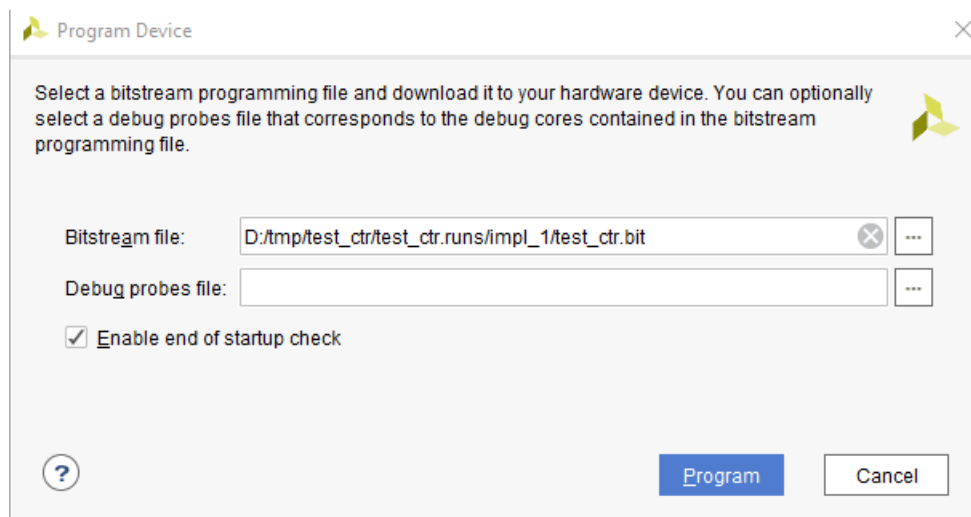 Program Device
Select a bitstream programming file and download it to your hardware device. You can optionally
select a debug probes file that corresponds to the debug cores contained in the bitstream
programming file.
Bitstream file: D:/tmp/test_ctr/test_ctr.runs/impl_1/test_ctr.bit ...
Debug probes file: ...
Enable end of startup check
? Program Cancel